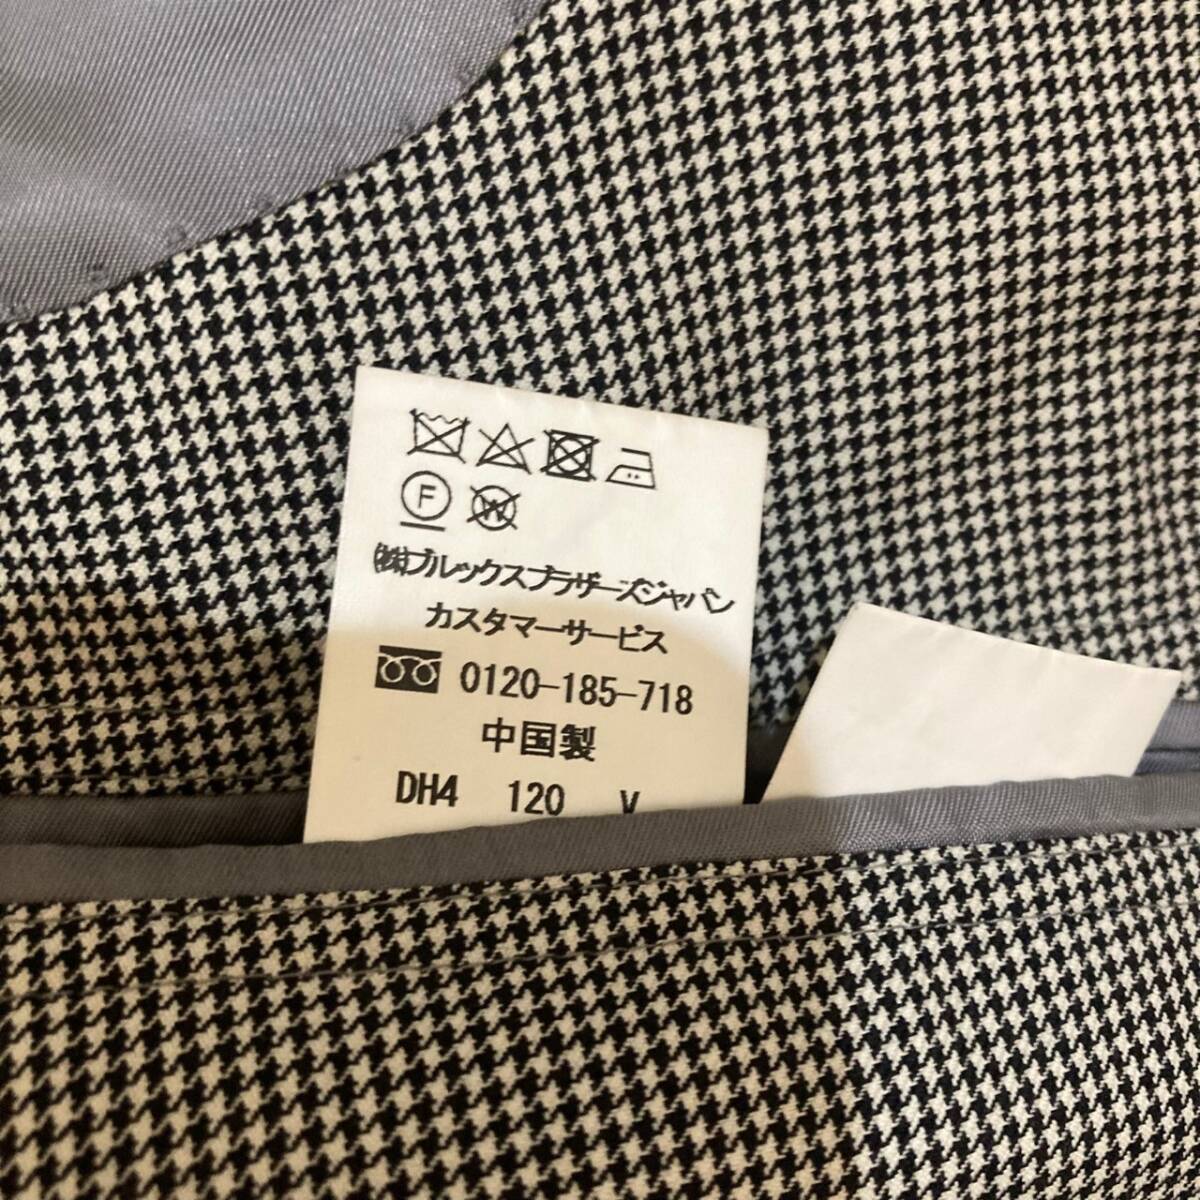 F W
㈱ブルックスブラザーズジャパン
カスタマーサービス
0120-185-718
中国製
DH4 120 V